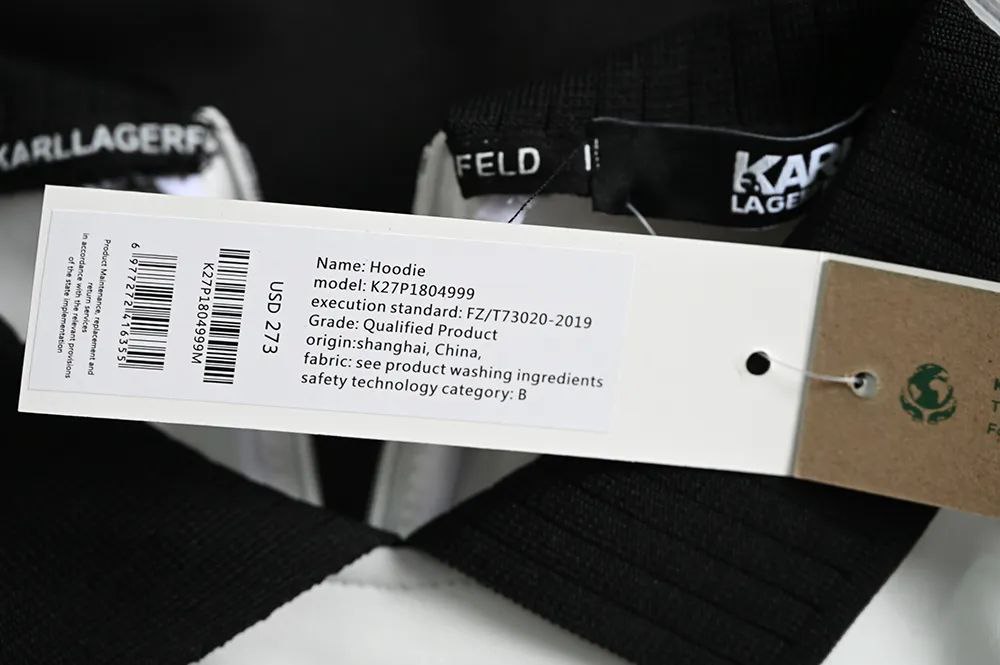 KARLLAGERF
FELD
KARL
LAGE
Name: Hoodie
model: K27P1804999
execution standard: FZ/T73020-2019
Grade: Qualified Product
origin:shanghai, China,
fabric: see product washing ingredients
safety technology category: B
USD 273
K27P1804999M
6 977272 416355
Product Maintenance, replacement and
return services
in accordance with the relevant provisions
of the state implementation